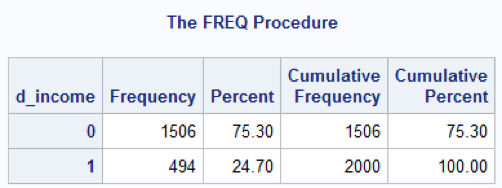 The FREQ Procedure
d_income Frequency Percent Cumulative Frequency Cumulative Percent
0 1506 75.30 1506 75.30
1 494 24.70 2000 100.00